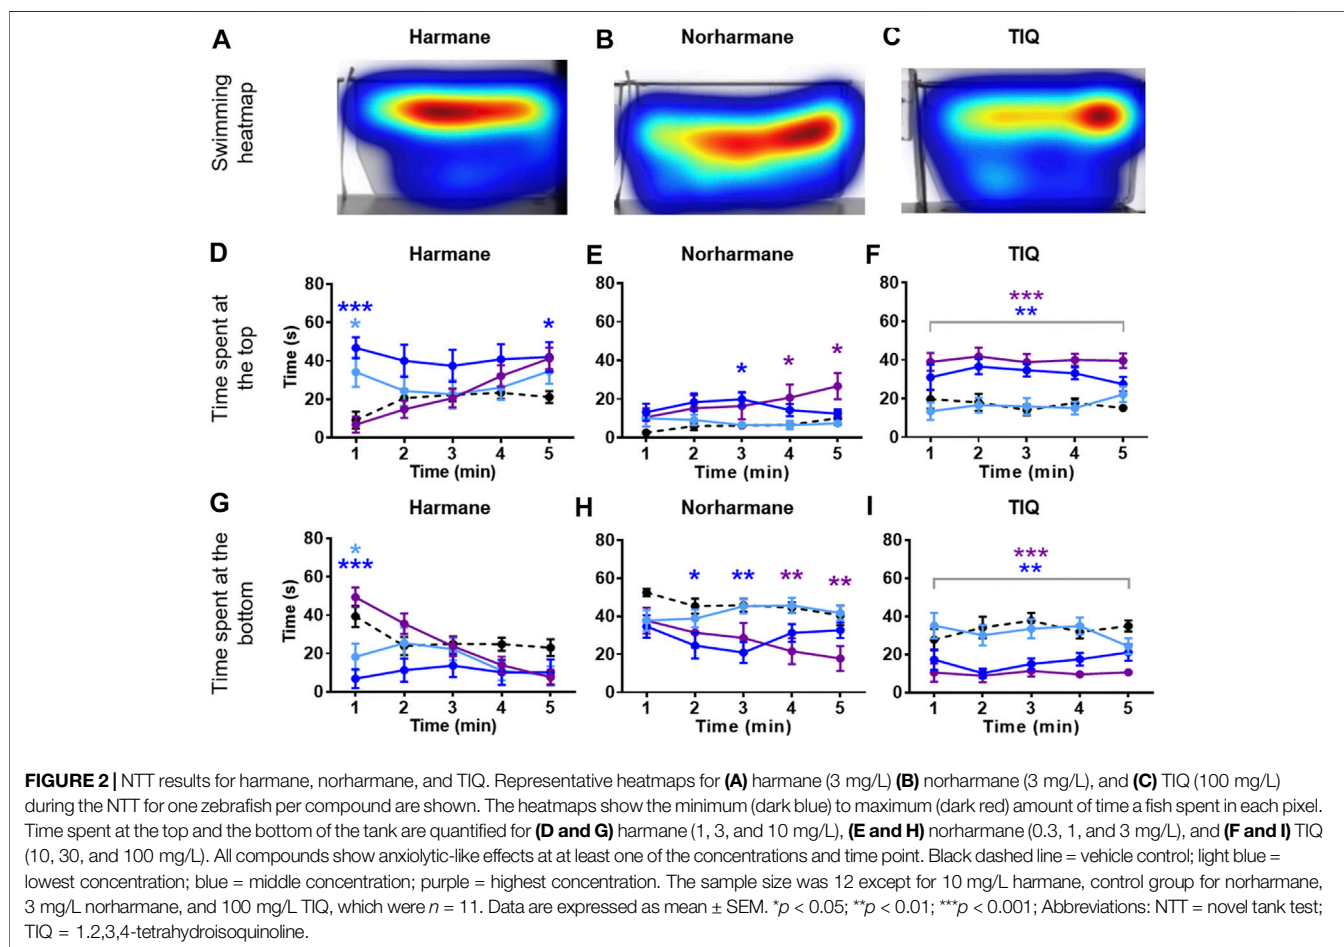 A Harmane B Norharmane C TIQ
Swimming
heatmap
D Harmane E Norharmane F TIQ
Time spent at
the top
Time (s)
80
60
40
20
0
***
*
*
1 2 3 4 5
Time (min)
80
60
40
20
0
*
*
*
1 2 3 4 5
Time (min)
80
60
40
20
0
***
**
1 2 3 4 5
Time (min)
G Harmane H Norharmane I TIQ
Time spent at the
bottom
Time (s)
80
60
40
20
0
*
***
1 2 3 4 5
Time (min)
80
60
40
20
0
* ** ** **
1 2 3 4 5
Time (min)
80
60
40
20
0
***
**
1 2 3 4 5
Time (min)
FIGURE 2 | NTT results for harmane, norharmane, and TIQ. Representative heatmaps for (A) harmane (3 mg/L) (B) norharmane (3 mg/L), and (C) TIQ (100 mg/L)
during the NTT for one zebrafish per compound are shown. The heatmaps show the minimum (dark blue) to maximum (dark red) amount of time a fish spent in each pixel.
Time spent at the top and the bottom of the tank are quantified for (D and G) harmane (1, 3, and 10 mg/L), (E and H) norharmane (0.3, 1, and 3 mg/L), and (F and I) TIQ
(10, 30, and 100 mg/L). All compounds show anxiolytic-like effects at at least one of the concentrations and time point. Black dashed line = vehicle control; light blue =
lowest concentration; blue = middle concentration; purple = highest concentration. The sample size was 12 except for 10 mg/L harmane, control group for norharmane,
3 mg/L norharmane, and 100 mg/L TIQ, which were n = 11. Data are expressed as mean ± SEM. *p < 0.05; **p < 0.01; ***p < 0.001; Abbreviations: NTT = novel tank test;
TIQ = 1.2,3,4-tetrahydroisoquinoline.